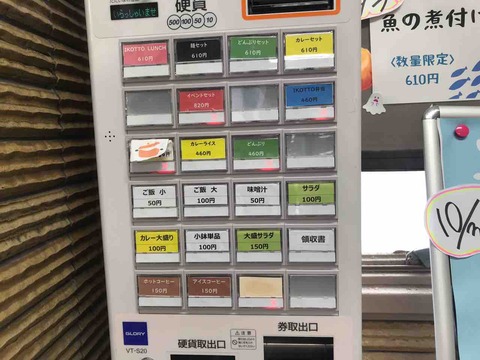 いらっしゃいませ
硬貨
500 100 50 10
IKOTTO LUNCH
610円
麺セット
610円
どんぶりセット
610円
カレーセット
610円
イベントセット
820円
460円
カレーライス
460円
どんぶり
460円
ご飯 小
50円
ご飯 大
100円
味噌汁
50円
サラダ
100円
カレー大盛り
100円
小鉢単品
100円
大盛サラダ
150円
領収書
ホットコーヒー
150円
アイスコーヒー
150円
GLORY
VT-S20
硬貨取出口
注意
券取出口
魚の煮付け
〈数量限定〉
610円
10/3